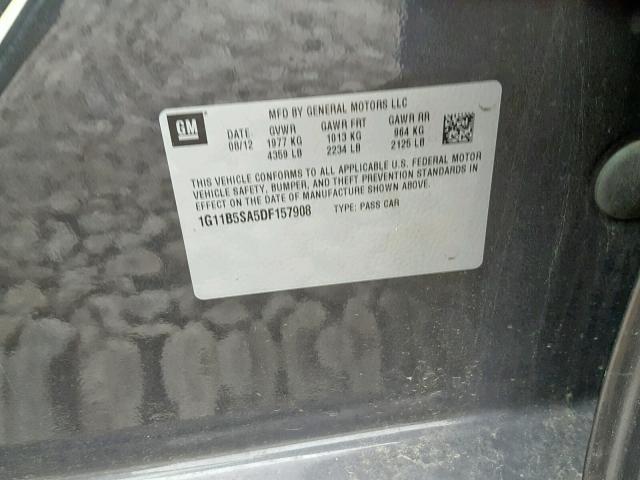 MFD BY GENERAL MOTORS LLC
GM DATE GVWR GAWR FRT GAWR RR
08/12 1977 KG 1013 KG 964 KG
4359 LB 2234 LB 2125 LB
THIS VEHICLE CONFORMS TO ALL APPLICABLE U.S. FEDERAL MOTOR
VEHICLE SAFETY, BUMPER, AND THEFT PREVENTION STANDARDS IN
EFFECT ON THE DATE OF MANUFACTURE SHOWN ABOVE.
1G11B5SA5DF157908 TYPE: PASS CAR